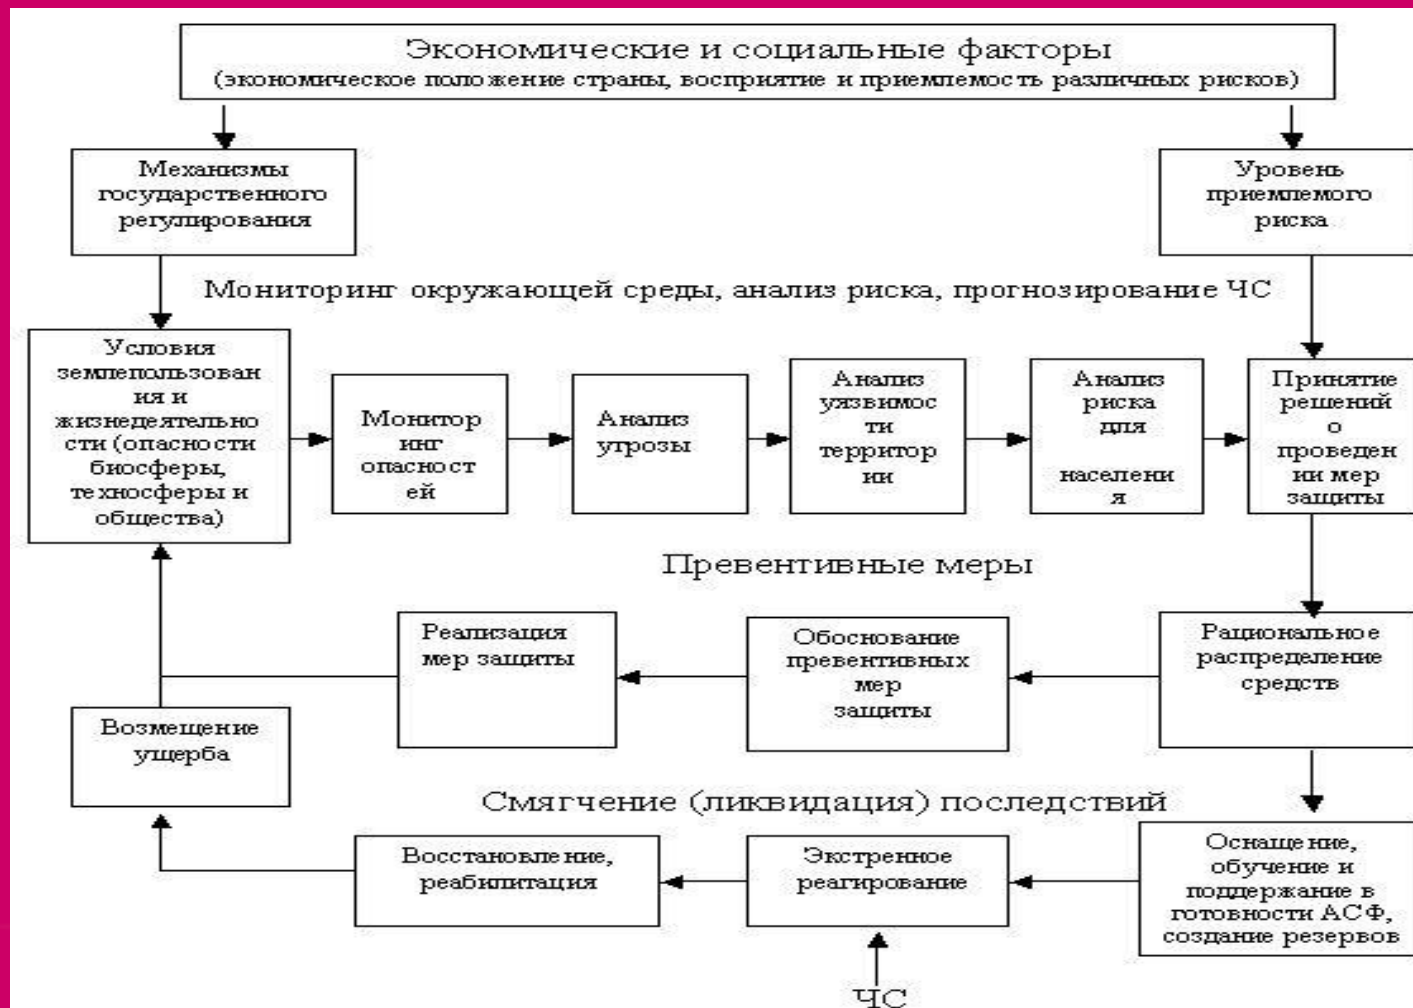 Экономические и социальные факторы
(экономическое положение страны, восприятие и приемлемость различных рисков)
Механизмы
государственного
регулирования
Уровень
приемлемого
риска
Мониторинг окружающей среды, анализ риска, прогнозирование ЧС
Условия
землепользован
ия и
жизнедеятельно
сти (опасности
биосферы,
техносферы и
общества)
Монитор
инг
опасност
ей
Анализ
угрозы
Анализ
уязвимос
ти
территор
ии
Анализ
риска
для
населени
я
Принятие
решений
о
проведен
ии мер
защиты
Превентивные меры
Реализация
мер защиты
Обоснование
превентивных
мер
защиты
Рациональное
распределение
средств
Возмещение
ущерба
Смягчение (ликвидация) последствий
Восстановление,
реабилитация
Экстренное
реагирование
Оснащение,
обучение и
поддержание в
готовности АСФ,
создание резервов
ЧС